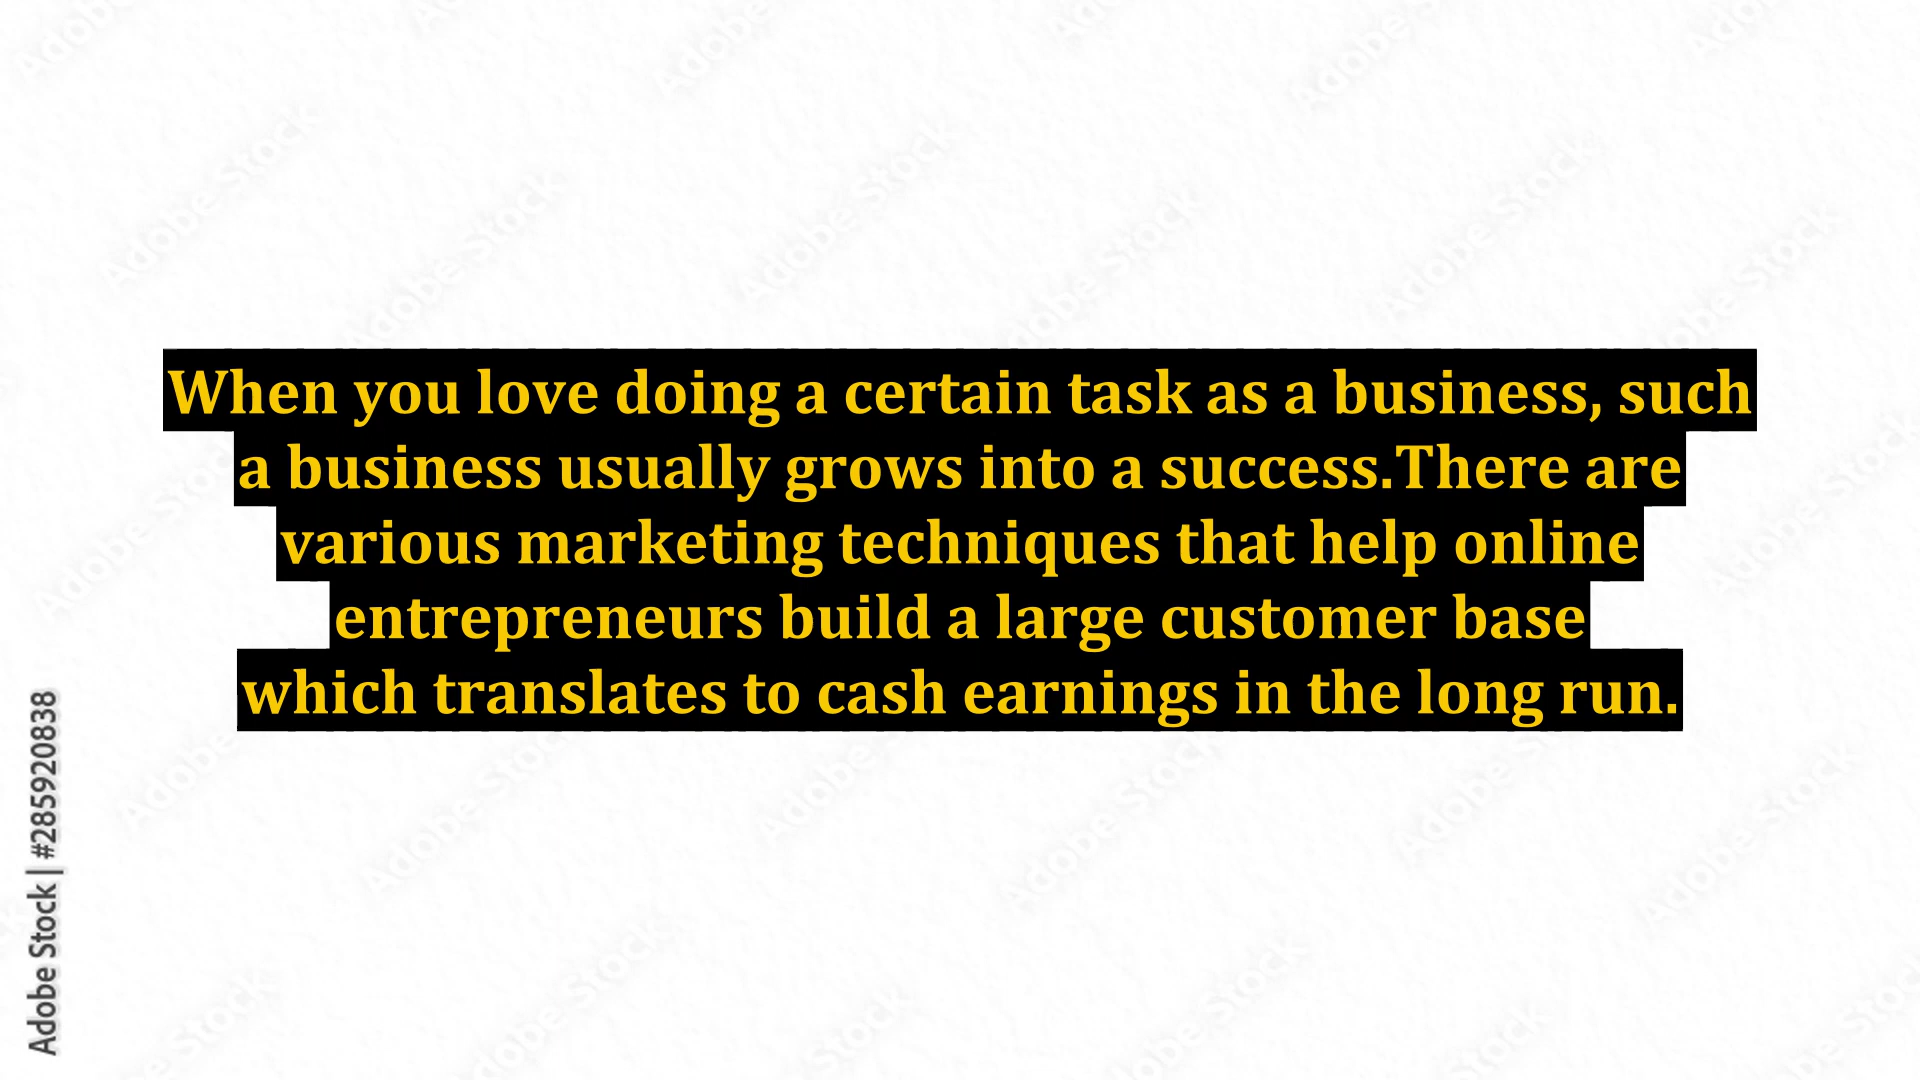 When you love doing a certain task as a business, such
a business usually grows into a success.There are
various marketing techniques that help online
entrepreneurs build a large customer base
which translates to cash earnings in the long run.
Adobe Stock | #285920838
Adobe Stock